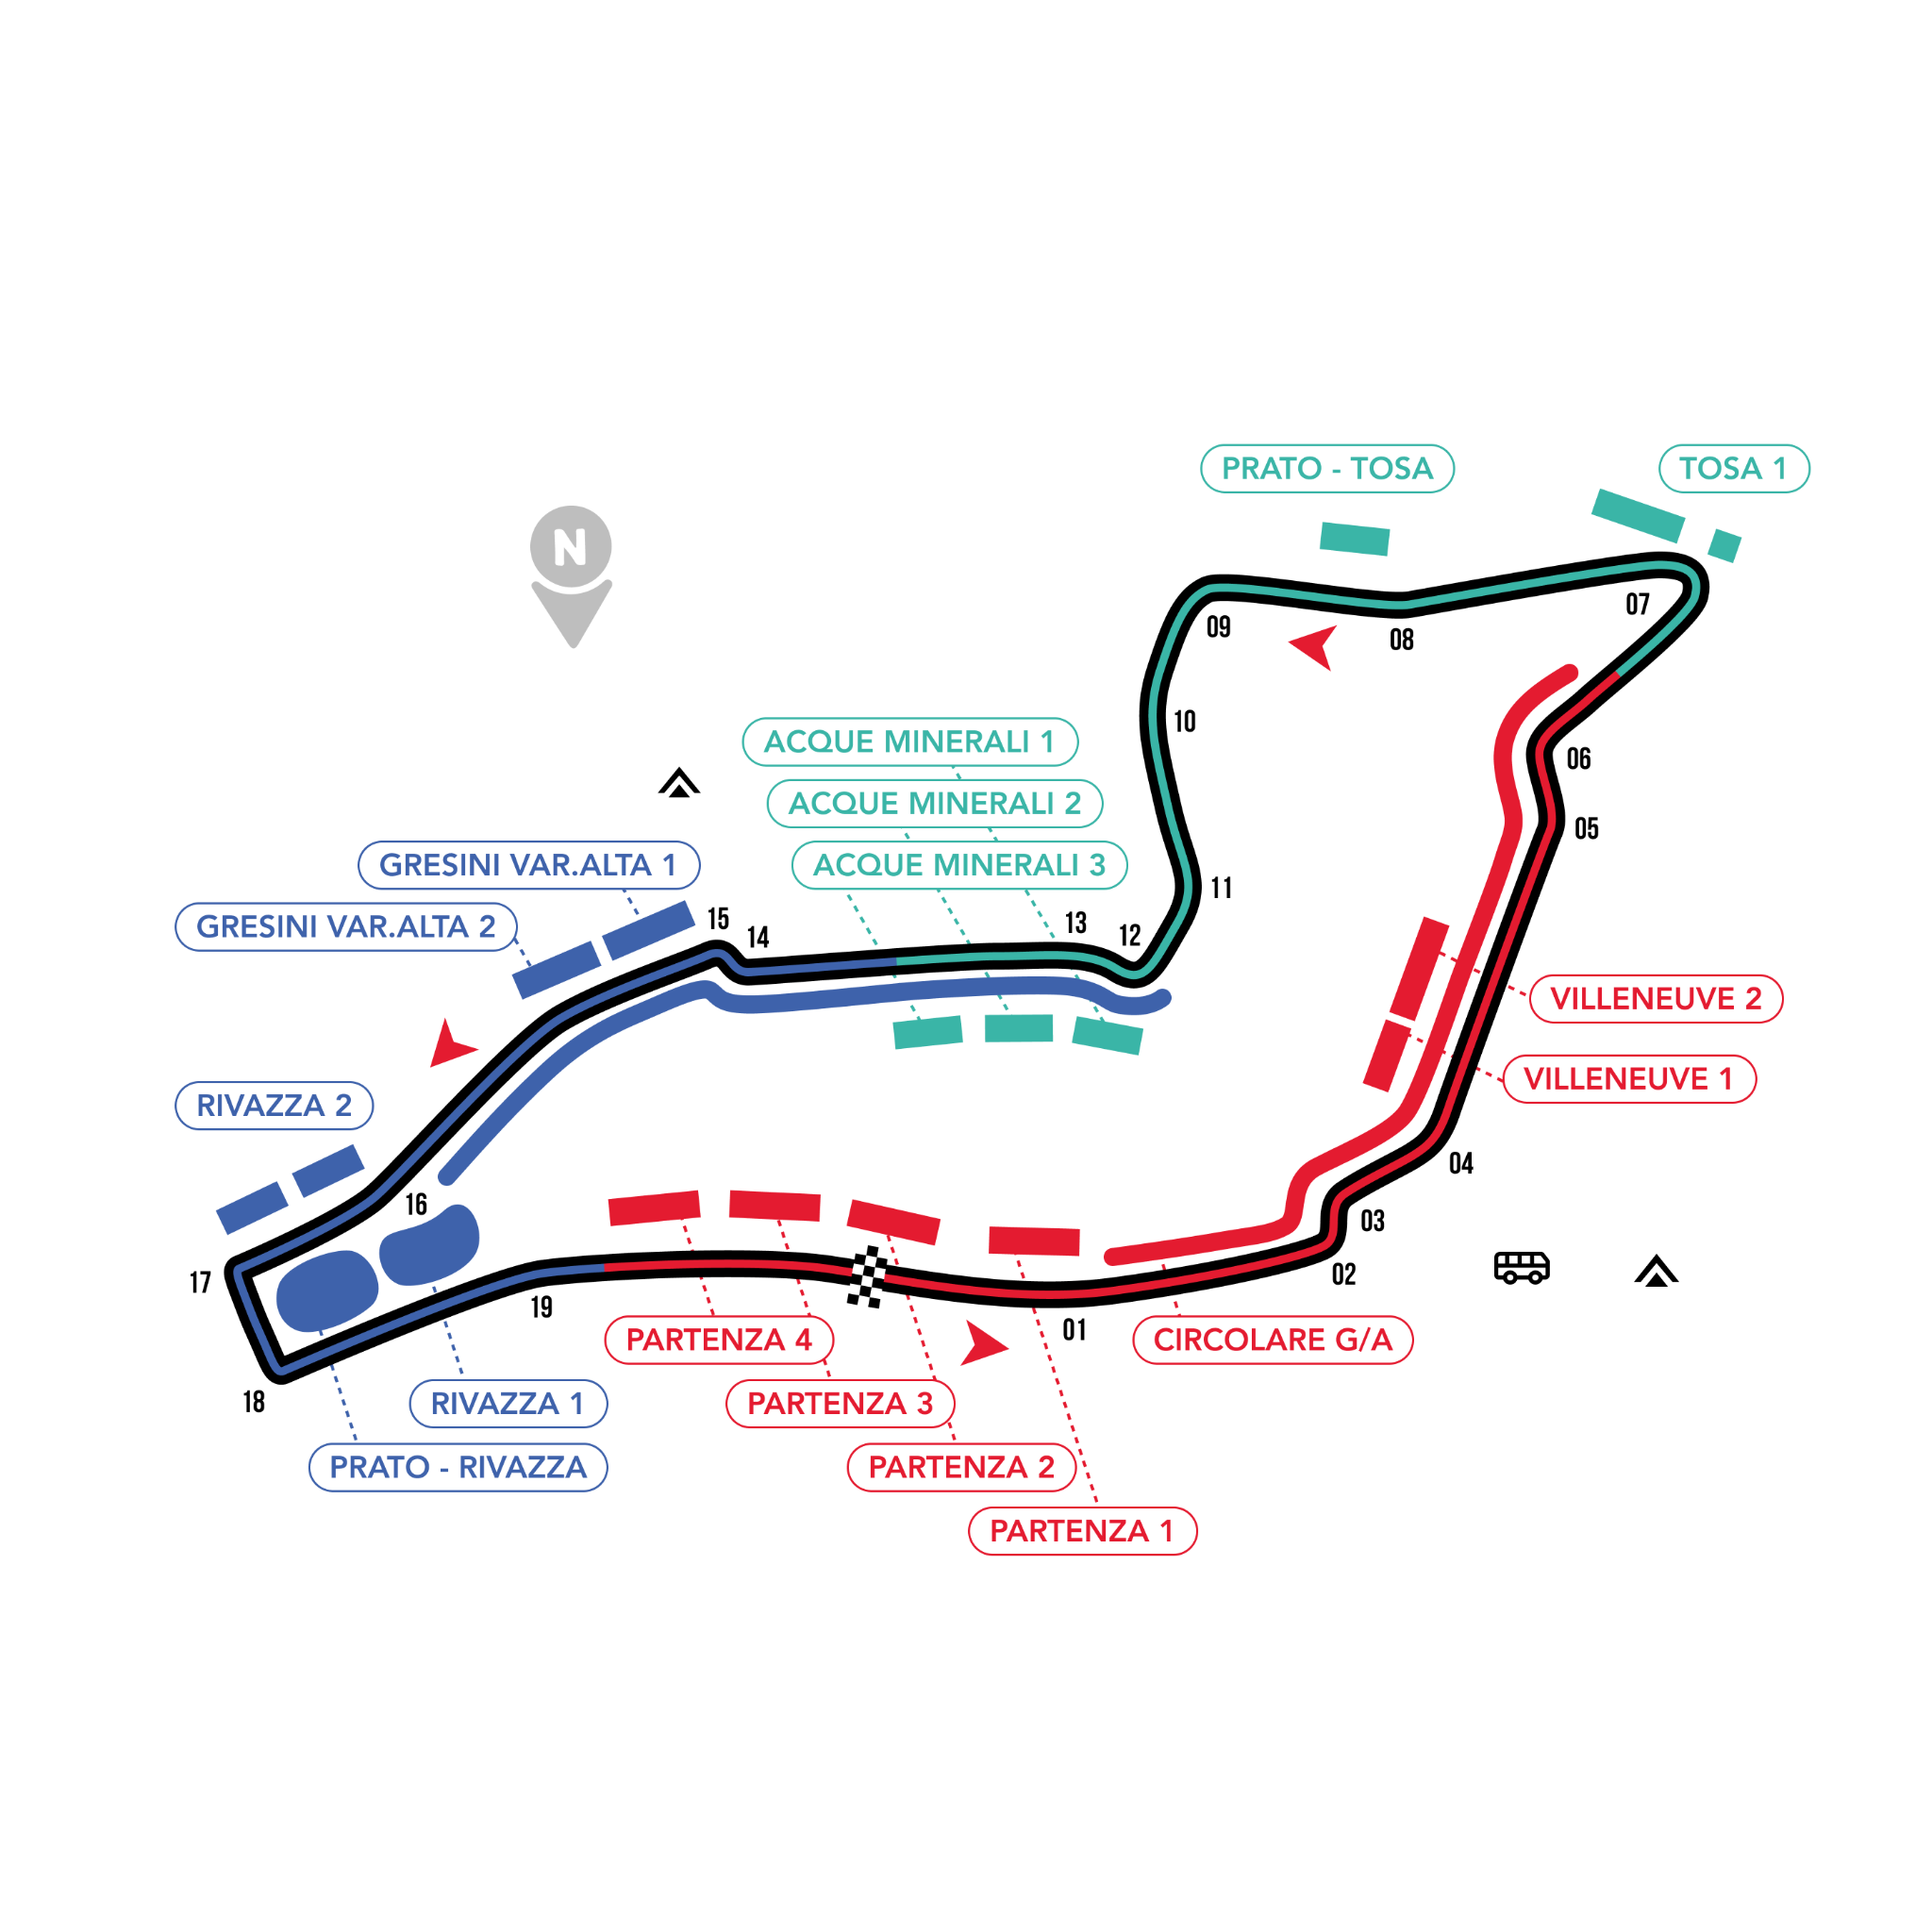 PRATO - TOSA
TOSA 1
N
07
09
08
10
ACQUE MINERALI 1
06
ACQUE MINERALI 2
05
GRESINI VAR.ALTA 1
ACQUE MINERALI 3
11
GRESINI VAR.ALTA 2
15
14
13
12
VILLENEUVE 2
VILLENEUVE 1
RIVAZZA 2
04
16
03
17
02
19
01
PARTENZA 4
CIRCOLARE G/A
18
RIVAZZA 1
PARTENZA 3
PRATO - RIVAZZA
PARTENZA 2
PARTENZA 1